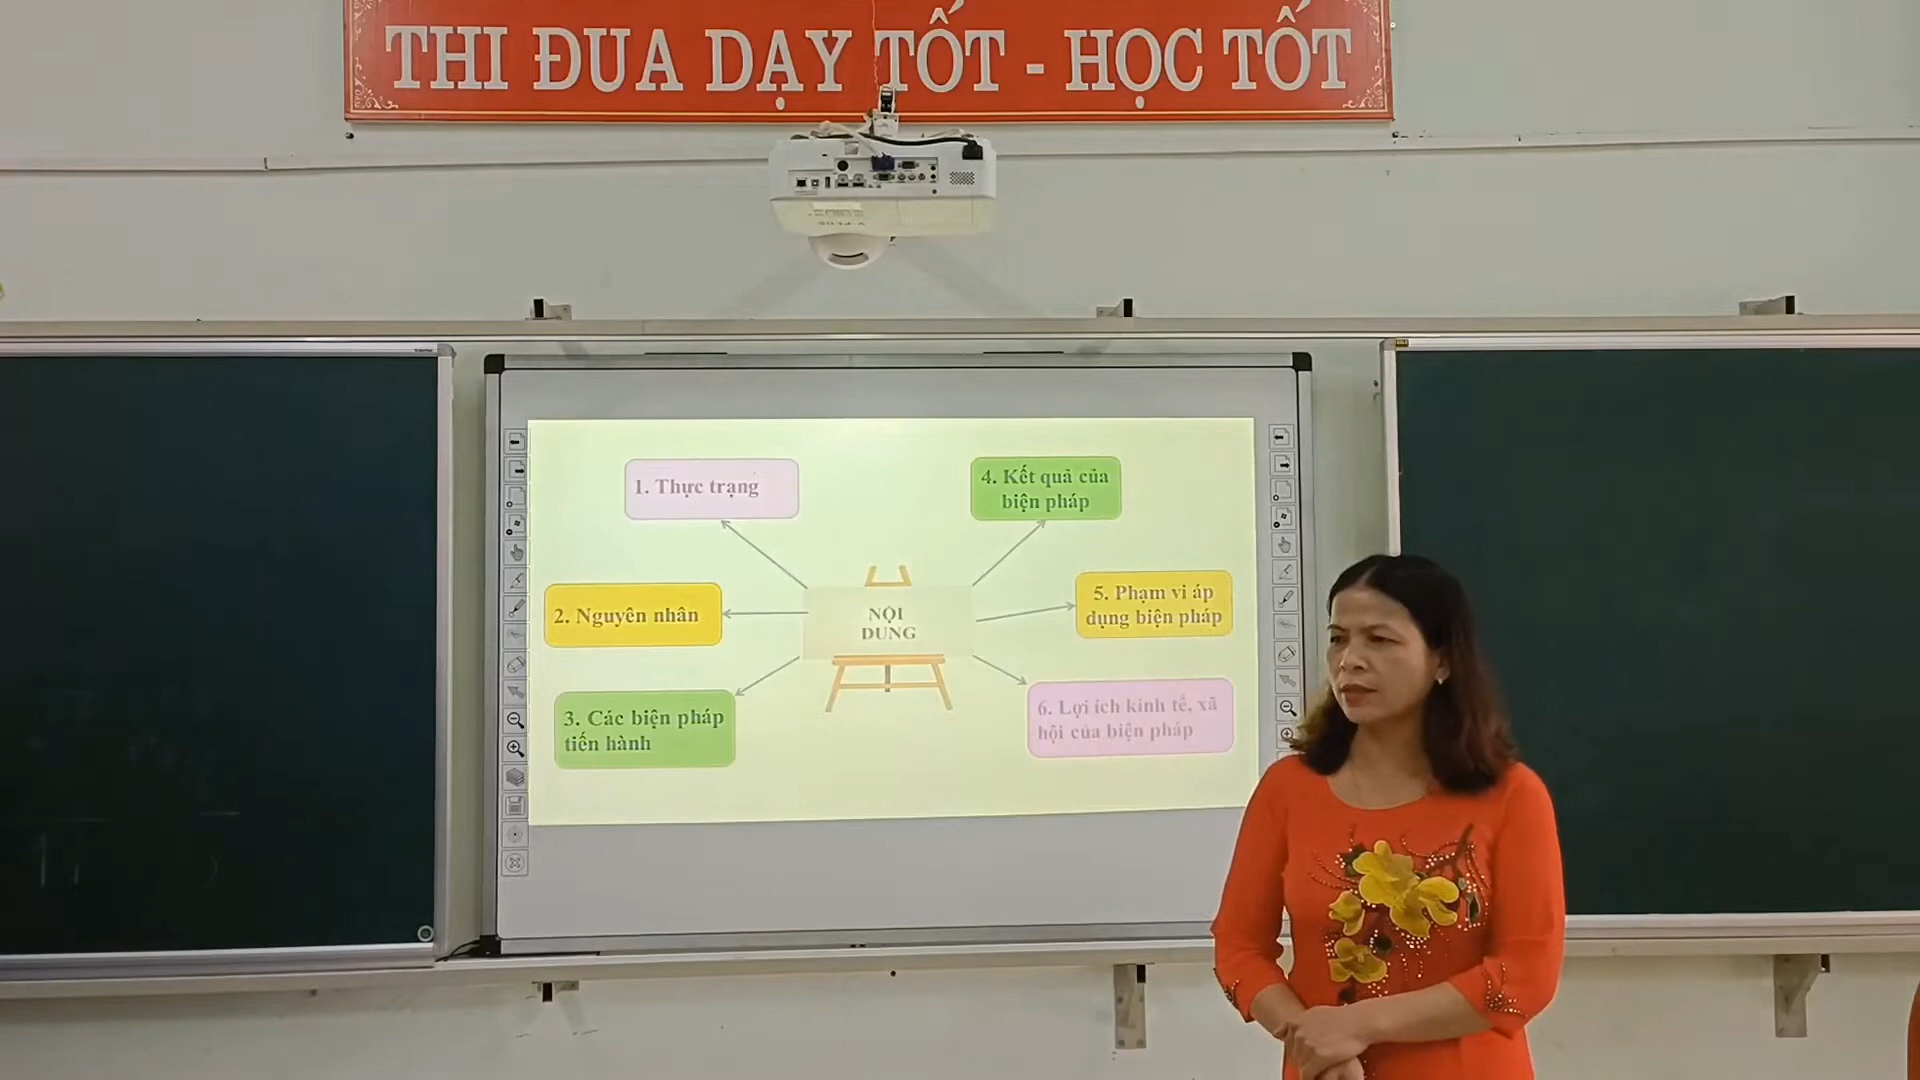 THI ĐUA DẠY TỐT - HỌC TỐT
1. Thực trạng
2. Nguyên nhân
3. Các biện pháp
tiến hành
NỘI
DUNG
4. Kết quả của
biện pháp
5. Phạm vi áp
dụng biện pháp
6. Lợi ích kinh tế, xã
hội của biện pháp